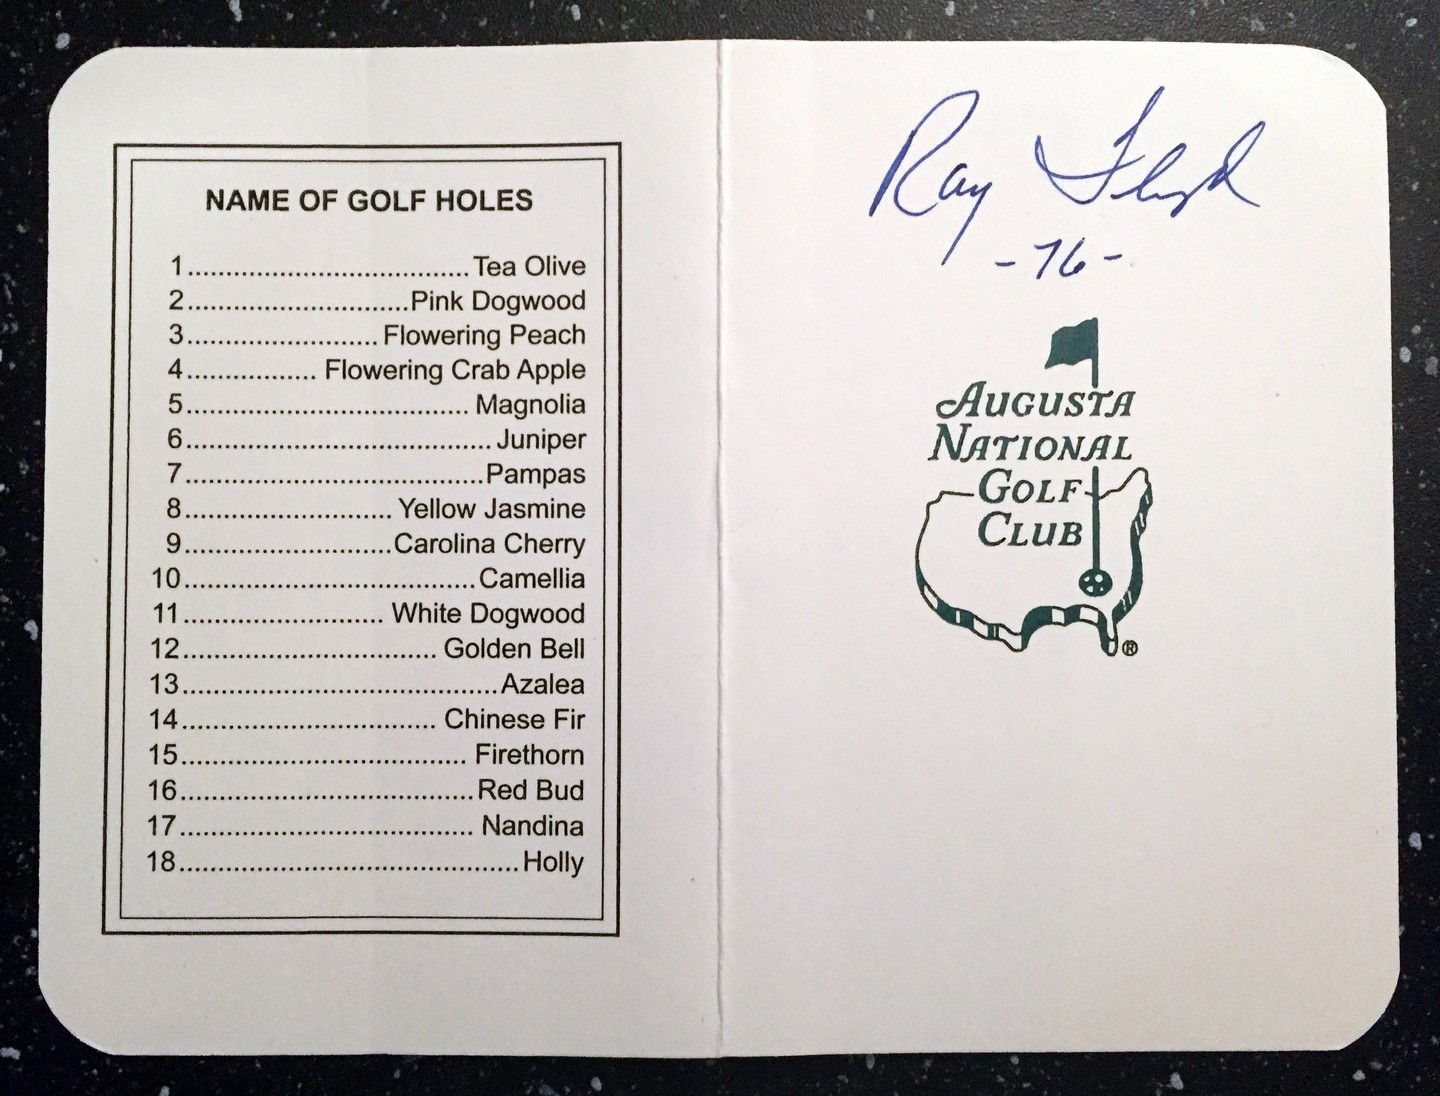 NAME OF GOLF HOLES
1..................................Tea Olive
2...........................Pink Dogwood
3....................... Flowering Peach
4................ Flowering Crab Apple
5.................................. Magnolia
6.....................................Juniper
7....................................Pampas
8......................... Yellow Jasmine
9.........................Carolina Cherry
10...................................Camellia
11........................ White Dogwood
12............................... Golden Bell
13......................................Azalea
14............................... Chinese Fir
15.................................. Firethorn
16...................................Red Bud
17................................... Nandina
18.........................................Holly
Ray Floyd
-76-
AUGUSTA
NATIONAL
GOLF
CLUB
®